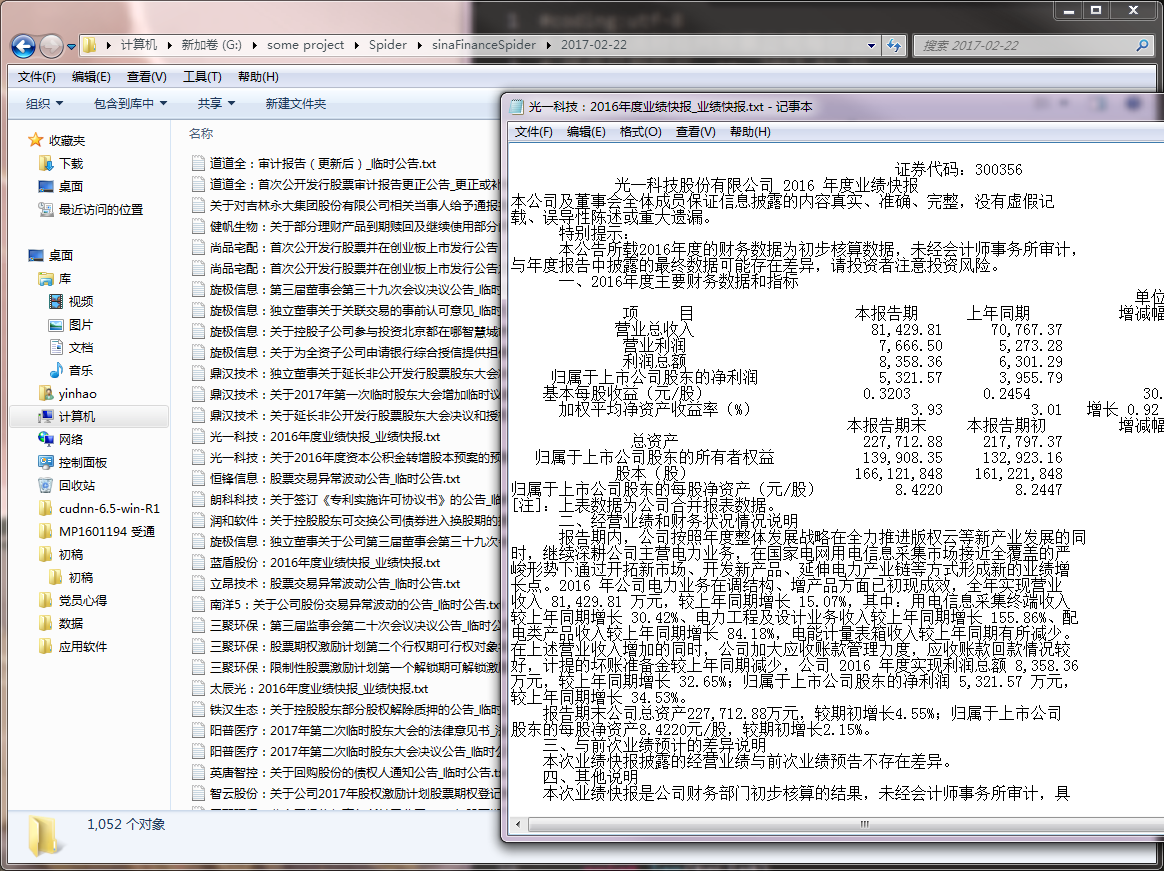 1 #coding:utf-8
计算机 新加卷 (G:) some project Spider sinaFinanceSpider 2017-02-22
搜索 2017-02-22
文件(F) 编辑(E) 查看(V) 工具(T) 帮助(H)
组织 包含到库中 共享 新建文件夹
收藏夹
下载
桌面
最近访问的位置
桌面
库
视频
图片
文档
音乐
yinhao
计算机
网络
控制面板
回收站
cudnn-6.5-win-R1
MP1601194 受通
初稿
初稿
党员心得
数据
应用软件
名称
道道全：审计报告（更新后）_临时公告.txt
道道全：首次公开发行股票审计报告更正公告_更正或补
关于对吉林永大集团股份有限公司相关当事人给予通报
健帆生物：关于部分理财产品到期赎回及继续使用部分
尚品宅配：首次公开发行股票并在创业板上市发行公告
尚品宅配：首次公开发行股票并在创业板上市发行公告
旋极信息：第三届董事会第三十九次会议决议公告_临时
旋极信息：独立董事关于关联交易的事前认可意见_临时
旋极信息：关于控股子公司参与投资北京都在哪智慧城
旋极信息：关于为全资子公司申请银行综合授信提供担
鼎汉技术：独立董事关于延长非公开发行股票股东大会
鼎汉技术：关于2017年第一次临时股东大会增加临时议
鼎汉技术：关于延长非公开发行股票股东大会决议和授
光一科技：2016年度业绩快报_业绩快报.txt
光一科技：关于2016年度资本公积金转增股本预案的预
恒锋信息：股票交易异常波动公告_临时公告.txt
朗科科技：关于签订《专利实施许可协议书》的公告_临
润和软件：关于控股股东可交换公司债券进入换股期的
旋极信息：独立董事关于公司第三届董事会第三十九次
蓝盾股份：2016年度业绩快报_业绩快报.txt
立昂技术：股票交易异常波动公告_临时公告.txt
南洋5：关于公司股份交易异常波动的公告_临时公告.tx
三聚环保：第三届监事会第二十次会议决议公告_临时公
三聚环保：股票期权激励计划第二个行权期可行权对象
三聚环保：限制性股票激励计划第一个解锁期可解锁激
太辰光：2016年度业绩快报_业绩快报.txt
铁汉生态：关于控股股东部分股权解除质押的公告_临时
阳普医疗：2017年第二次临时股东大会的法律意见书_法
阳普医疗：2017年第二次临时股东大会决议公告_临时公
英唐智控：关于回购股份的债权人通知公告_临时公告.t
智云股份：关于公司2017年股权激励计划股票期权登记
1,052 个对象
光一科技：2016年度业绩快报_业绩快报.txt - 记事本
文件(F) 编辑(E) 格式(O) 查看(V) 帮助(H)
证券代码：300356
光一科技股份有限公司 2016 年度业绩快报
本公司及董事会全体成员保证信息披露的内容真实、准确、完整，没有虚假记
载、误导性陈述或重大遗漏。
特别提示：
本公告所载2016年度的财务数据为初步核算数据，未经会计师事务所审计，
与年度报告中披露的最终数据可能存在差异，请投资者注意投资风险。
一、2016年度主要财务数据和指标
单位
项 目 本报告期 上年同期 增减幅
营业总收入 81,429.81 70,767.37
营业利润 7,666.50 5,273.28
利润总额 8,358.36 6,301.29
归属于上市公司股东的净利润 5,321.57 3,955.79
基本每股收益（元/股） 0.3203 0.2454 30.
加权平均净资产收益率（%） 3.93 3.01 增长 0.92
本报告期末 本报告期初 增减幅
总资产 227,712.88 217,797.37
归属于上市公司股东的所有者权益 139,908.35 132,923.16
股本（股） 166,121,848 161,221,848
归属于上市公司股东的每股净资产（元/股） 8.4220 8.2447
[注]：上表数据为公司合并报表数据。
二、经营业绩和财务状况情况说明
报告期内，公司按照年度整体发展战略在全力推进版权云等新产业发展的同
时，继续深耕公司主营电力业务，在国家电网用电信息采集市场接近全覆盖的严
峻形势下通过开拓新市场、开发新产品、延伸电力产业链等方式形成新的业绩增
长点。2016 年公司电力业务在调结构、增产品方面已初现成效，全年实现营业
收入 81,429.81 万元，较上年同期增长 15.07%，其中：用电信息采集终端收入
较上年同期增长 30.42%、电力工程及设计业务收入较上年同期增长 155.86%、配
电类产品收入较上年同期增长 84.18%，电能计量表箱收入较上年同期有所减少。
在上述营业收入增加的同时，公司加大应收账款管理力度，应收账款回款情况较
好，计提的坏账准备金较上年同期减少，公司 2016 年度实现利润总额 8,358.36
万元，较上年同期增长 32.65%；归属于上市公司股东的净利润 5,321.57 万元，
较上年同期增长 34.53%。
报告期末公司总资产227,712.88万元，较期初增长4.55%；归属于上市公司
股东的每股净资产8.4220元/股，较期初增长2.15%。
三、与前次业绩预计的差异说明
本次业绩快报披露的经营业绩与前次业绩预告不存在差异。
四、其他说明
本次业绩快报是公司财务部门初步核算的结果，未经会计师事务所审计，具